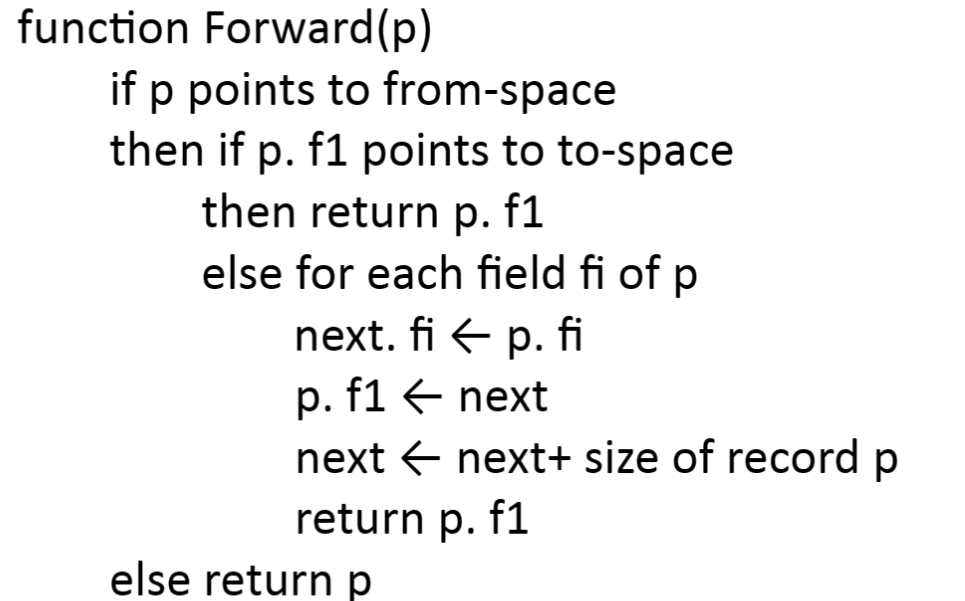 function Forward(p)
if p points to from-space
then if p. f1 points to to-space
then return p. f1
else for each field fi of p
next. fi ← p. fi
p. f1 ← next
next ← next+ size of record p
return p. f1
else return p